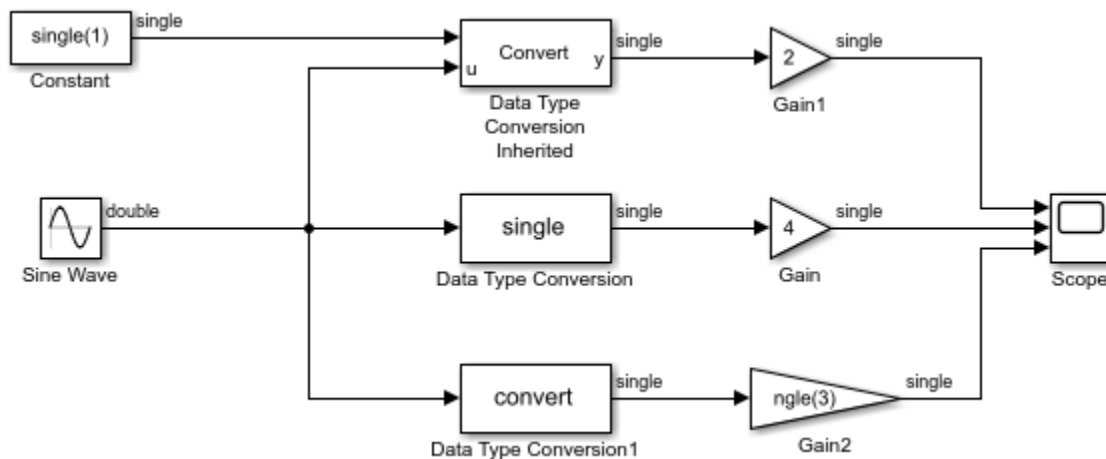 single(1)
single
Constant
Convert
u
y
single
Data Type
Conversion
Inherited
2
single
Gain1
double
Sine Wave
single
single
Data Type Conversion
4
single
Gain
Scope
convert
single
Data Type Conversion1
ngle(3)
single
Gain2